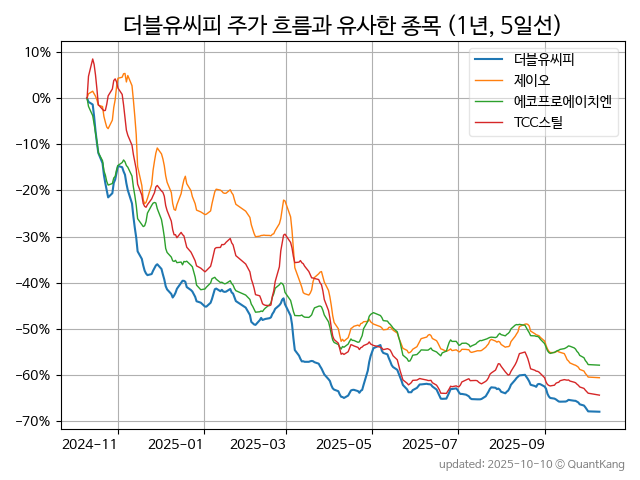 더블유씨피 주가 흐름과 유사한 종목 (1년, 5일선)
더블유씨피
제이오
에코프로에이치엔
TCC스틸
10%
0%
−10%
−20%
−30%
−40%
−50%
−60%
−70%
2024-11
2025-01
2025-03
2025-05
2025-07
2025-09
updated: 2025-10-10 © QuantKang